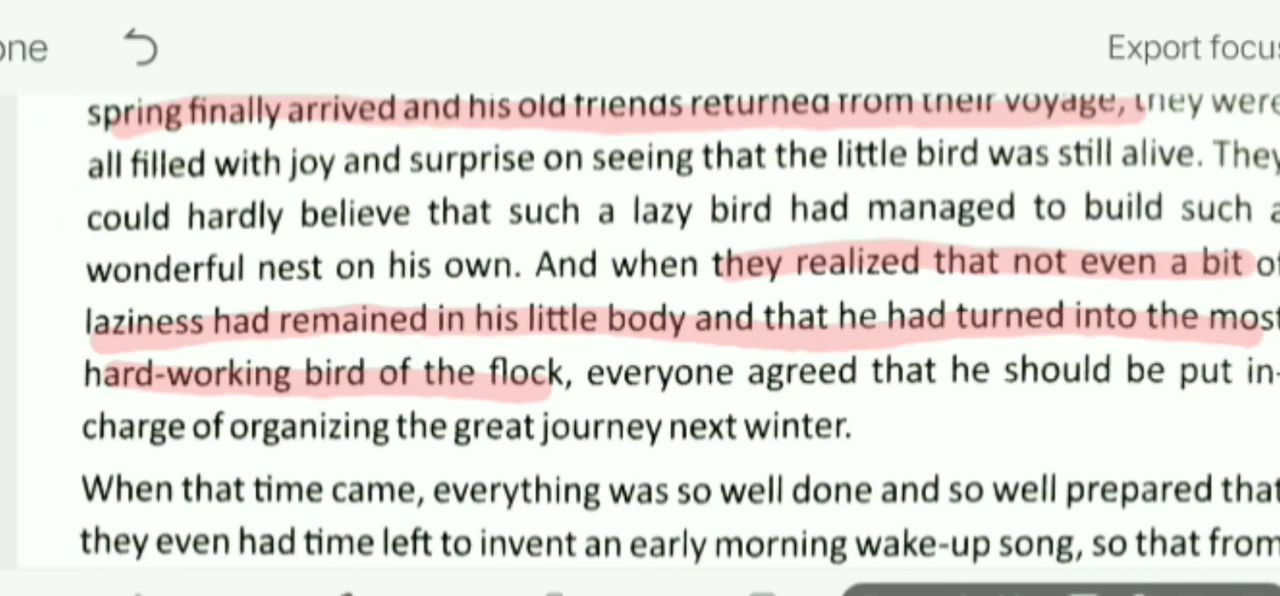 one
Export focus
spring finally arrived and his old friends returned from their voyage, they were
all filled with joy and surprise on seeing that the little bird was still alive. They
could hardly believe that such a lazy bird had managed to build such a
wonderful nest on his own. And when they realized that not even a bit of
laziness had remained in his little body and that he had turned into the most
hard-working bird of the flock, everyone agreed that he should be put in-
charge of organizing the great journey next winter.
When that time came, everything was so well done and so well prepared that
they even had time left to invent an early morning wake-up song, so that from